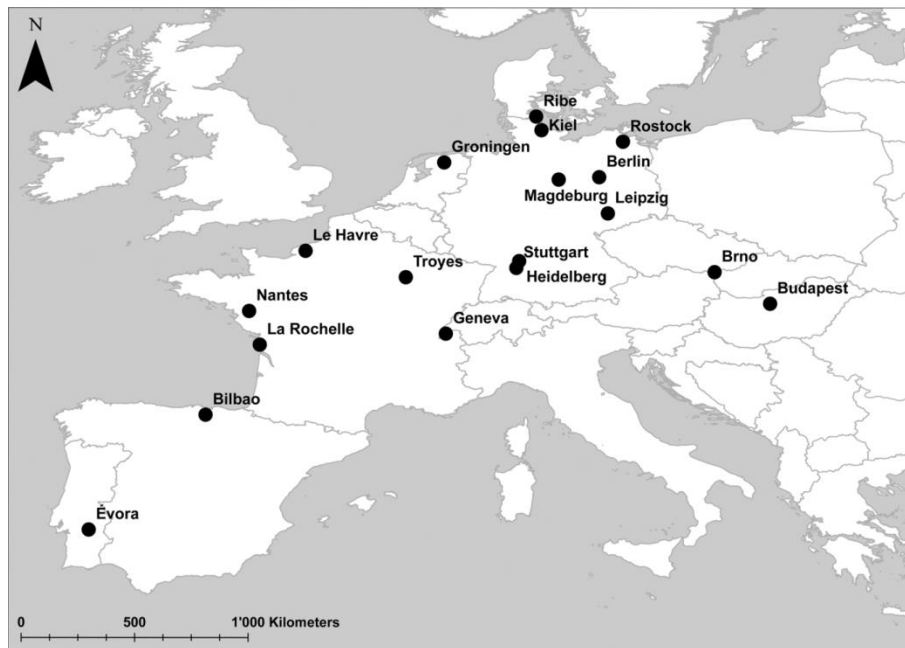 N
Ribe
Kiel
Rostock
Groningen
Berlin
Magdeburg
Leipzig
Le Havre
Stuttgart
Troyes
Heidelberg
Brno
Budapest
Nantes
Geneva
La Rochelle
Bilbao
Évora
0 500 1'000 Kilometers